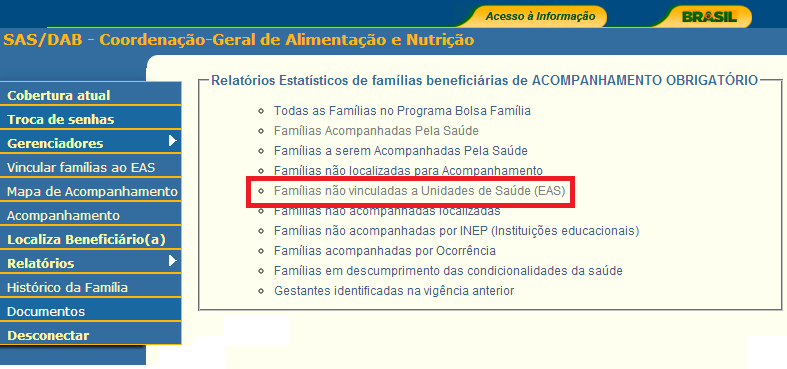 Acesso à Informação
BRASIL
SAS/DAB - Coordenação-Geral de Alimentação e Nutrição
Cobertura atual
Troca de senhas
Gerenciadores
Vincular famílias ao EAS
Mapa de Acompanhamento
Acompanhamento
Localiza Beneficiário(a)
Relatórios
Histórico da Família
Documentos
Desconectar
Relatórios Estatísticos de famílias beneficiárias de ACOMPANHAMENTO OBRIGATÓRIO
Todas as Famílias no Programa Bolsa Família
Famílias Acompanhadas Pela Saúde
Famílias a serem Acompanhadas Pela Saúde
Famílias não localizadas para Acompanhamento
Famílias não vinculadas a Unidades de Saúde (EAS)
Famílias não acompanhadas localizadas
Famílias não acompanhadas por INEP (Instituições educacionais)
Famílias acompanhadas por Ocorrência
Famílias em descumprimento das condicionalidades da saúde
Gestantes identificadas na vigência anterior